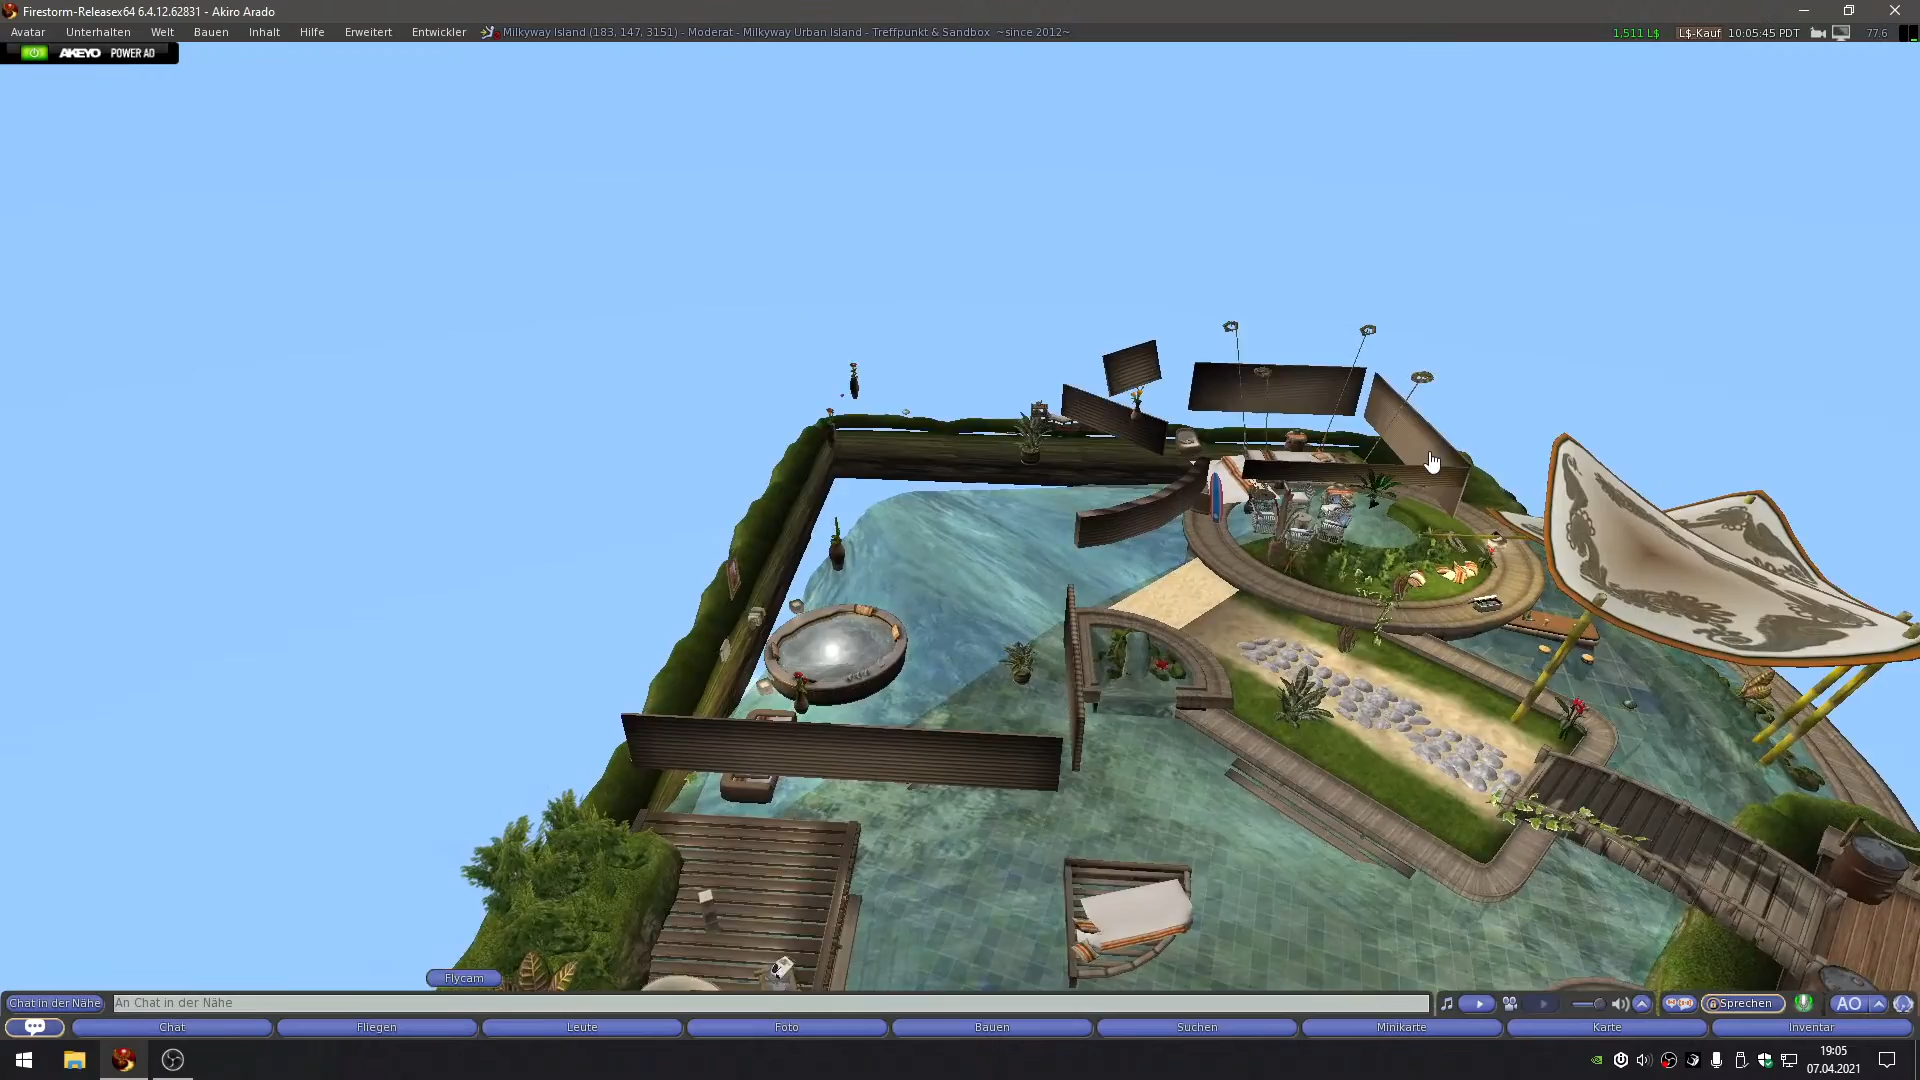 Firestorm-Releasex64 6.4.12.62831 - Akiro Arado
Avatar Unterhalten Welt Bauen Inhalt Hilfe Erweitert Entwickler Milkyway Island (183, 147, 3151) - Moderat - Milkyway Urban Island - Treffpunkt & Sandbox ~since 2012~ 1,511 L$ L$-Kauf 10:05:45 PDT 77.6
AKEYO POWER AO
Flycam
Chat in der Nähe An Chat in der Nähe Sprechen AO
Chat Fliegen Leute Foto Bauen Suchen Minikarte Karte Inventar
19:05
07.04.2021